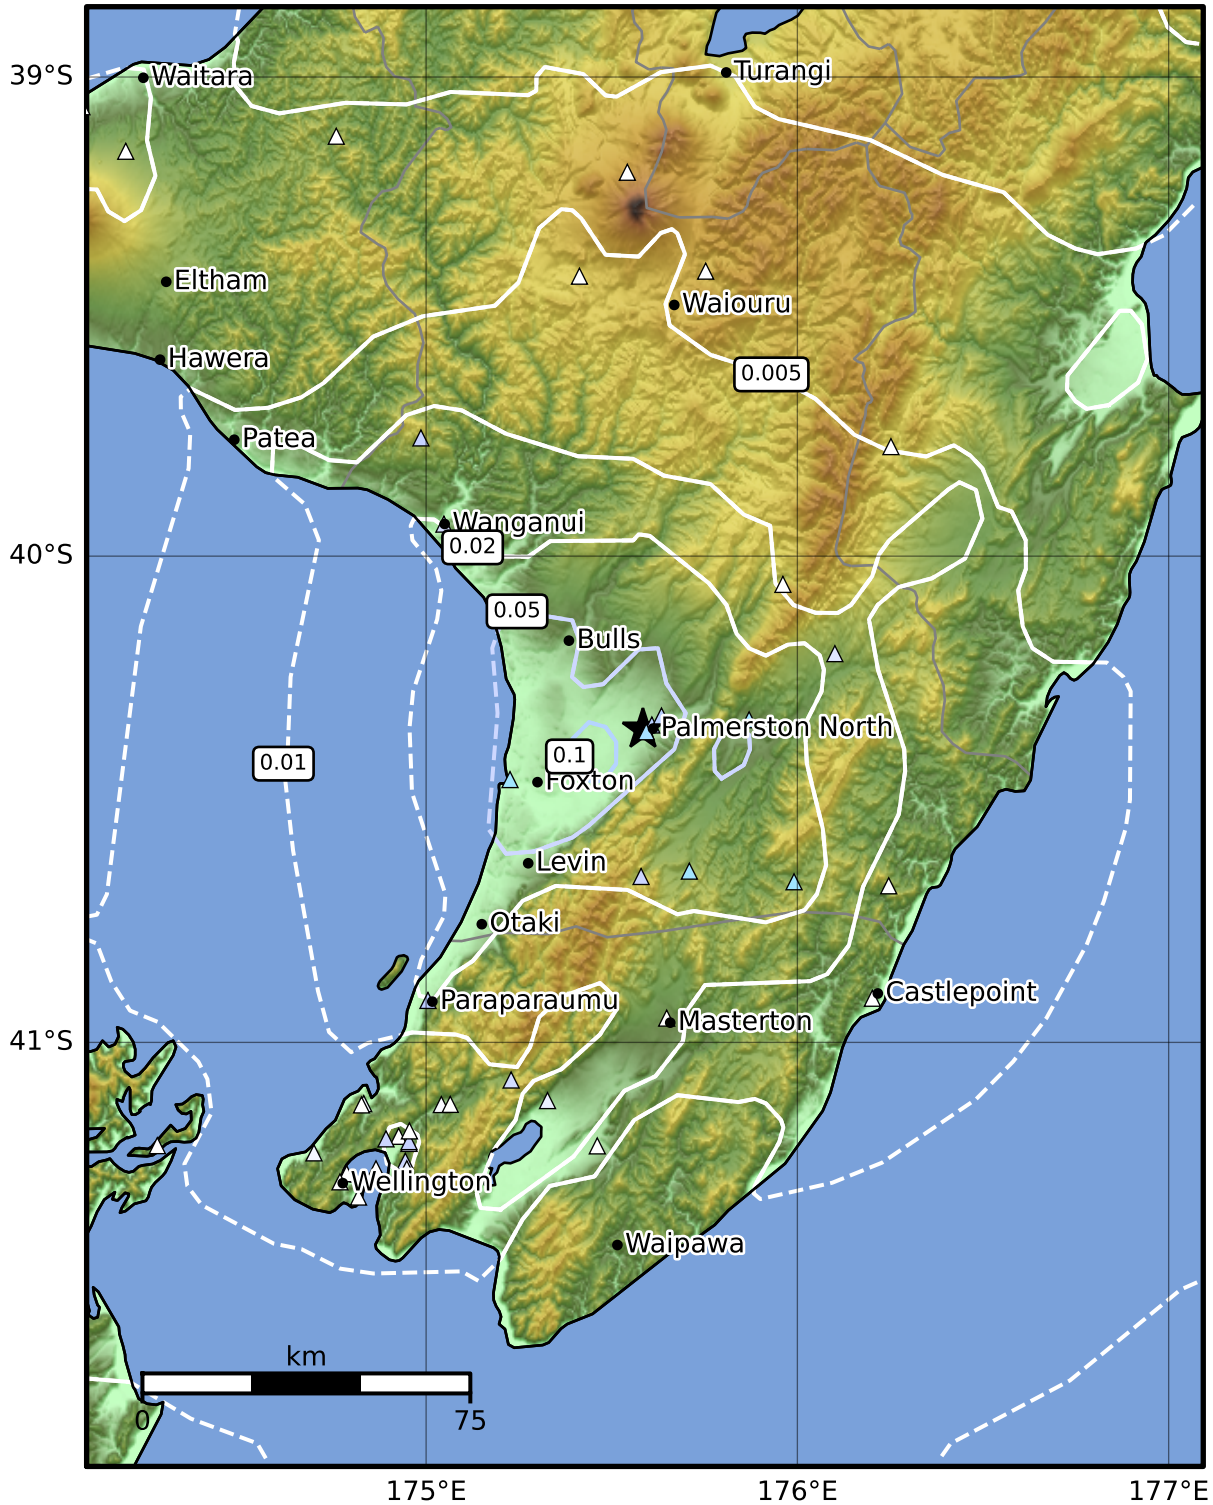 39°S
Waitara
Turangi
Eltham
Waiouru
Hawera
0.005
Patea
Wanganui
0.02
40°S
0.05
Bulls
Palmerston North
0.1
0.01
Foxton
Levin
Otaki
Castlepoint
Paraparaumu
Masterton
41°S
Wellington
Waipawa
km
0
75
175°E
176°E
177°E